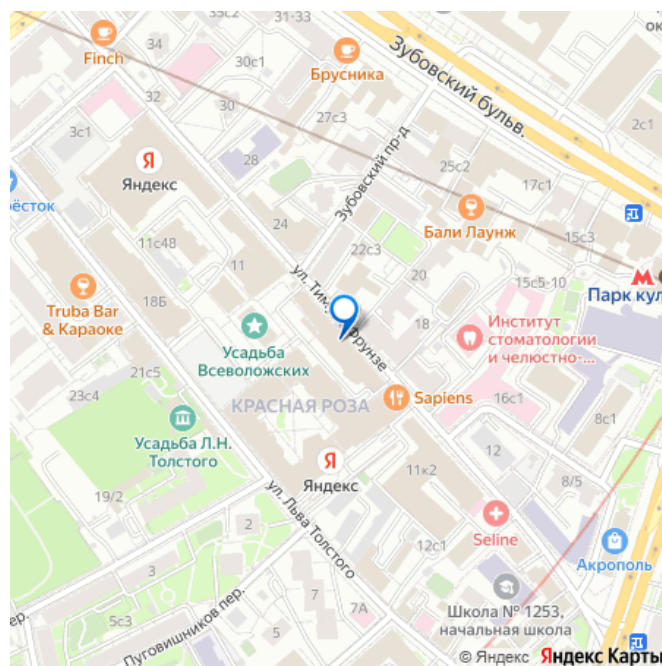 35с2
31-33
34
Finch
30с1
Брусника
Зубовский бульв.
32
30
27с3
3с1
Я
Яндекс
28
Зубовский пр-д
25с2
17с1
Бали Лаунж
15с3
24
22с3
11с4В
11
20
15с5-10
М
Парк кул
Truba Bar
& Караоке
18Б
ул. Тим
Фрунзе
18
Институт
стоматологии
и челюстно-...
Усадьба
Всеволожских
21с5
23с4
КРАСНАЯ РОЗА
Sapiens
16с1
8с1
Усадьба Л.Н.
Толстого
12
Я
Яндекс
11к2
8/5
19/2
ул. Льва Толстого
Seline
2
Акрополь
12с1
3
7
5с3
7А
Пуговишников пер.
пер.
Школа № 1253,
начальная школа
© Яндекс Яндекс Карты